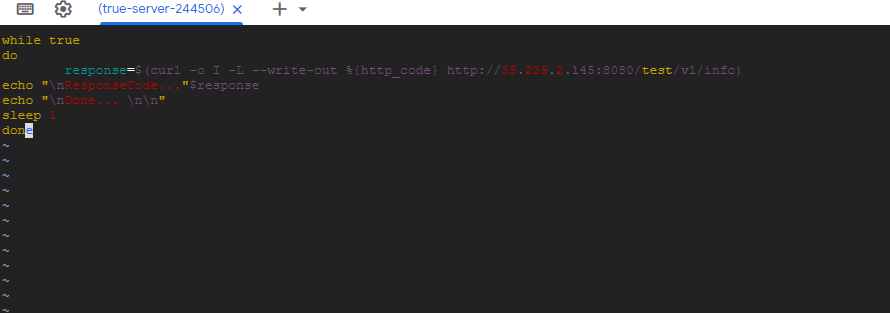 (true-server-244506)
while true
do
response=$(curl -o I -L --write-out %{http_code} http://35.239.2.145:8080/test/v1/info)
echo "\nResponseCode..."$response
echo "\nDone... \n\n"
sleep 1
done
~
~
~
~
~
~
~
~
~
~
~
~